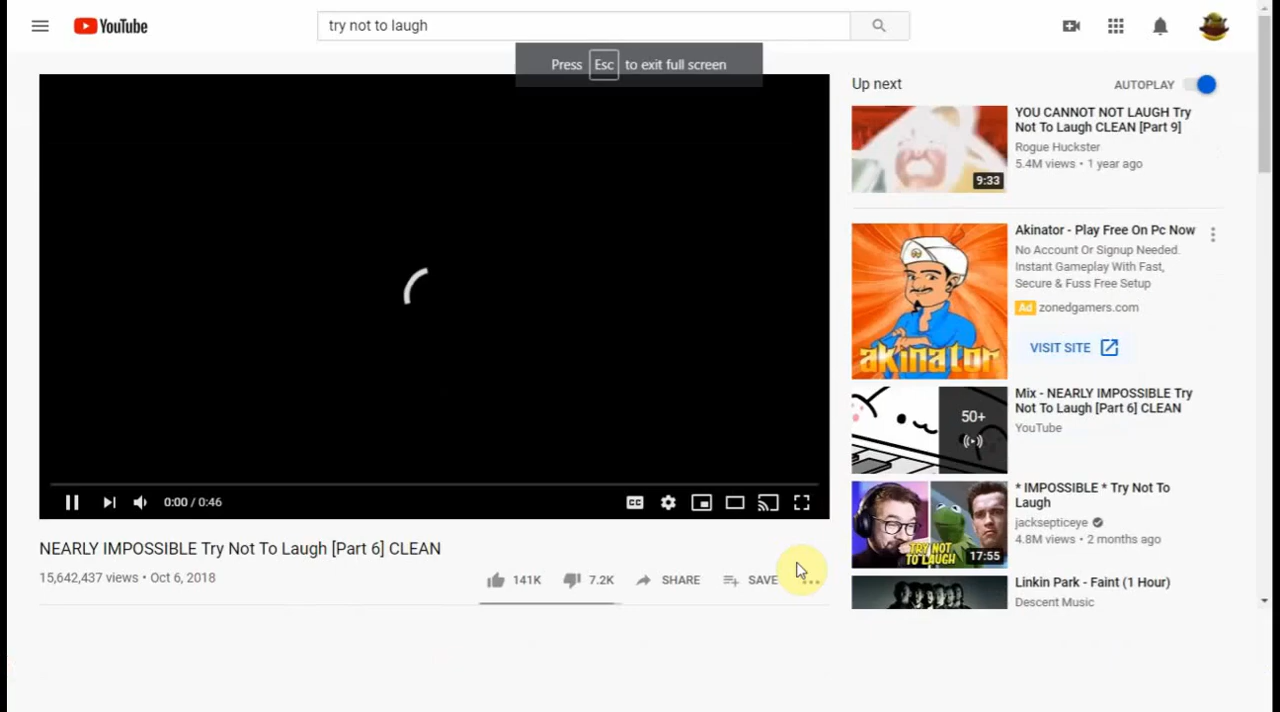 YouTube
try not to laugh
Press Esc to exit full screen
0:00 / 0:46
CC
NEARLY IMPOSSIBLE Try Not To Laugh [Part 6] CLEAN
15,642,437 views • Oct 6, 2018
141K
7.2K
SHARE
SAVE
Up next
AUTOPLAY
9:33
YOU CANNOT NOT LAUGH Try
Not To Laugh CLEAN [Part 9]
Rogue Huckster
5.4M views • 1 year ago
akinator
Akinator - Play Free On Pc Now
No Account Or Signup Needed.
Instant Gameplay With Fast,
Secure & Fuss Free Setup
Ad zonedgamers.com
VISIT SITE
50+
Mix - NEARLY IMPOSSIBLE Try
Not To Laugh [Part 6] CLEAN
YouTube
TRY NOT
TO LAUGH
17:55
* IMPOSSIBLE * Try Not To
Laugh
jacksepticeye
4.8M views • 2 months ago
Linkin Park - Faint (1 Hour)
Descent Music